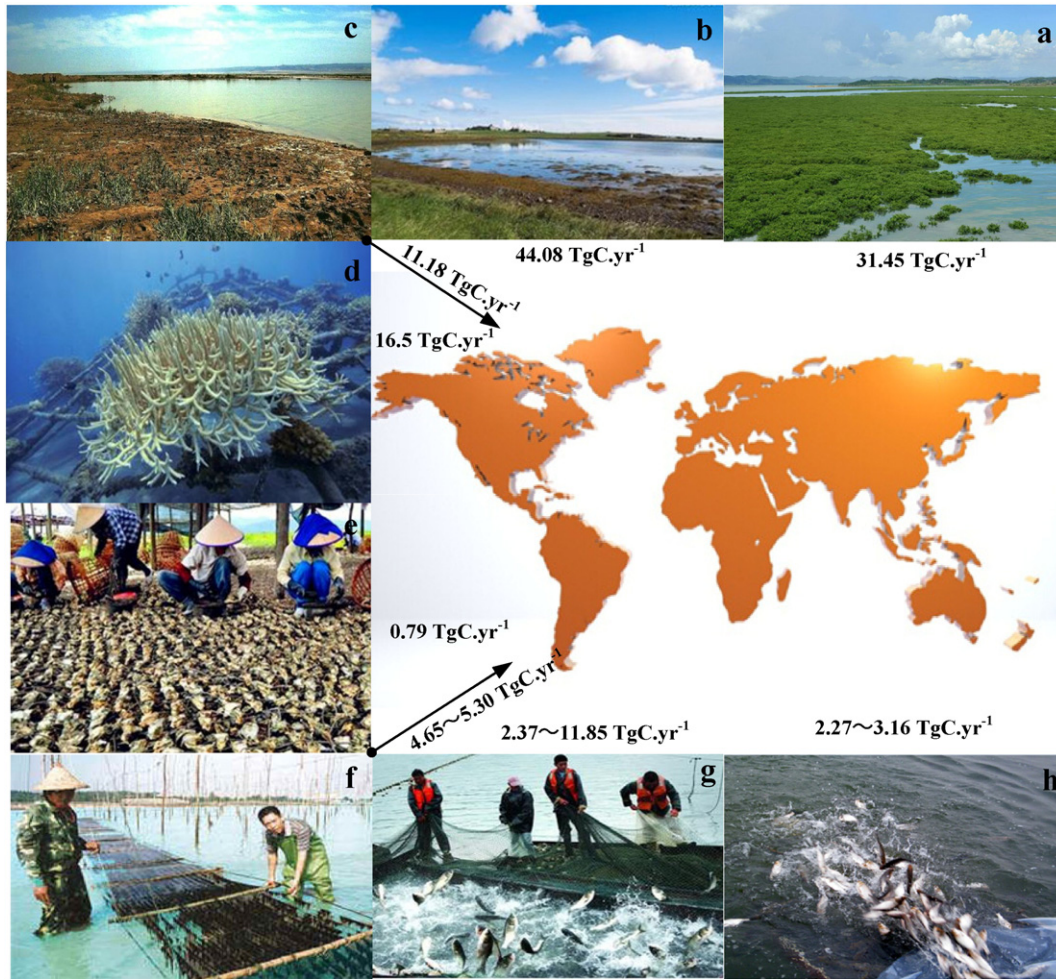 c
b
a
11.18 TgC.yr⁻¹
44.08 TgC.yr⁻¹
31.45 TgC.yr⁻¹
d
16.5 TgC.yr⁻¹
e
0.79 TgC.yr⁻¹
4.65～5.30 TgC.yr⁻¹
2.37～11.85 TgC.yr⁻¹
2.27～3.16 TgC.yr⁻¹
f
g
h